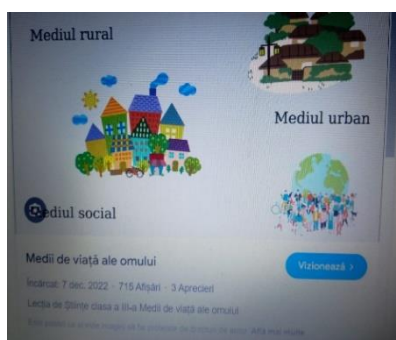 Mediul rural
Mediul urban
ediul social
Medii de viață ale omului
Vizionează >
Încărcat: 7 dec. 2022 · 715 Afișări · 3 Aprecieri
Lecția de Științe clasa a III-a Medii de viață ale omului